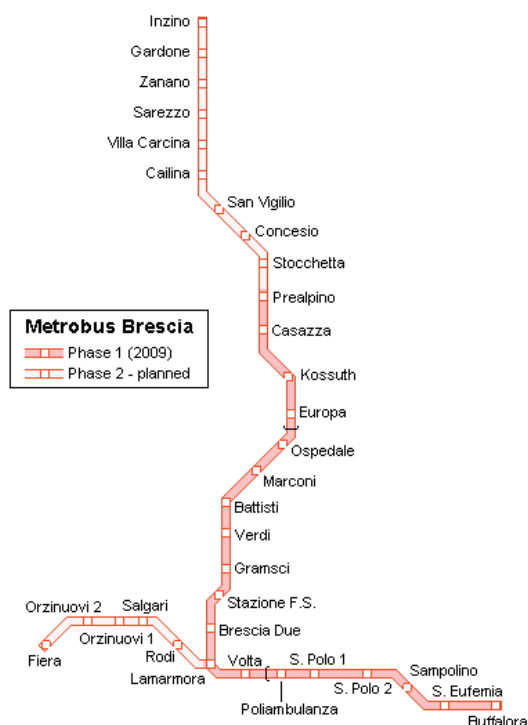 Inzino
Gardone
Zanano
Sarezzo
Villa Carcina
Cailina
San Vigilio
Concesio
Stocchetta
Prealpino
Metrobus Brescia
Phase 1 (2009)
Phase 2 - planned
Casazza
Kossuth
Europa
Ospedale
Marconi
Battisti
Verdi
Gramsci
Stazione F.S.
Orzinuovi 2
Salgari
Brescia Due
Orzinuovi 1
Fiera
Rodi
Lamarmora
Volta
S. Polo 1
Sampolino
S. Polo 2
S. Eufemia
Poliambulanza
Buffalora